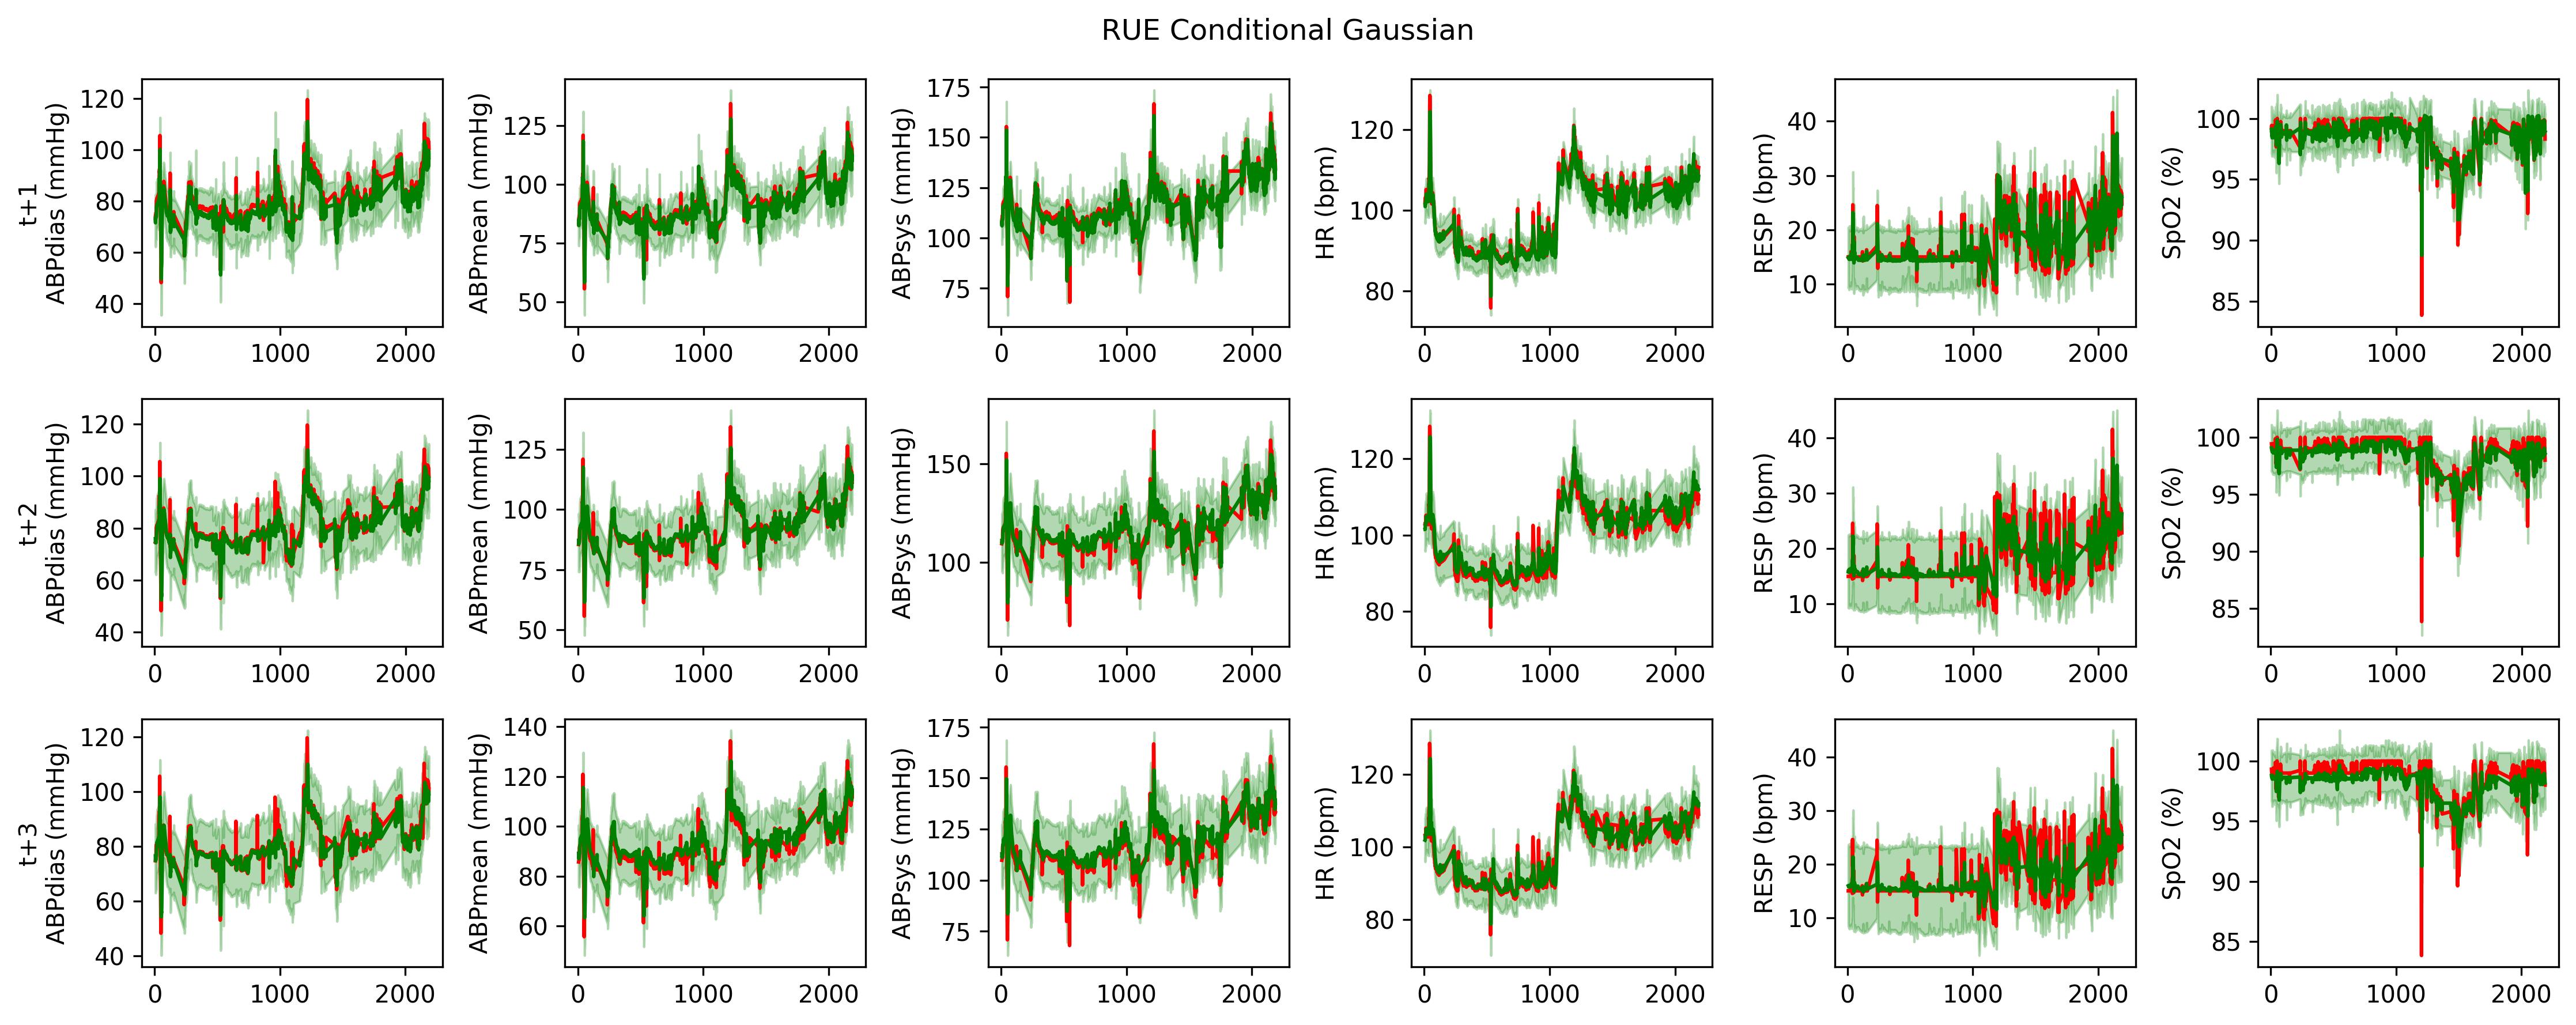 RUE Conditional Gaussian
t+1
ABPdias (mmHg)
120
100
80
60
40
0 1000 2000
ABPmean (mmHg)
125
100
75
50
0 1000 2000
ABPsys (mmHg)
175
150
125
100
75
0 1000 2000
HR (bpm)
120
100
80
0 1000 2000
RESP (bpm)
40
30
20
10
0 1000 2000
SpO2 (%)
100
95
90
85
0 1000 2000
t+2
ABPdias (mmHg)
120
100
80
60
40
0 1000 2000
ABPmean (mmHg)
125
100
75
50
0 1000 2000
ABPsys (mmHg)
150
100
0 1000 2000
HR (bpm)
120
100
80
0 1000 2000
RESP (bpm)
40
30
20
10
0 1000 2000
SpO2 (%)
100
95
90
85
0 1000 2000
t+3
ABPdias (mmHg)
120
100
80
60
40
0 1000 2000
ABPmean (mmHg)
140
120
100
80
60
0 1000 2000
ABPsys (mmHg)
175
150
125
100
75
0 1000 2000
HR (bpm)
120
100
80
0 1000 2000
RESP (bpm)
40
30
20
10
0 1000 2000
SpO2 (%)
100
95
90
85
0 1000 2000